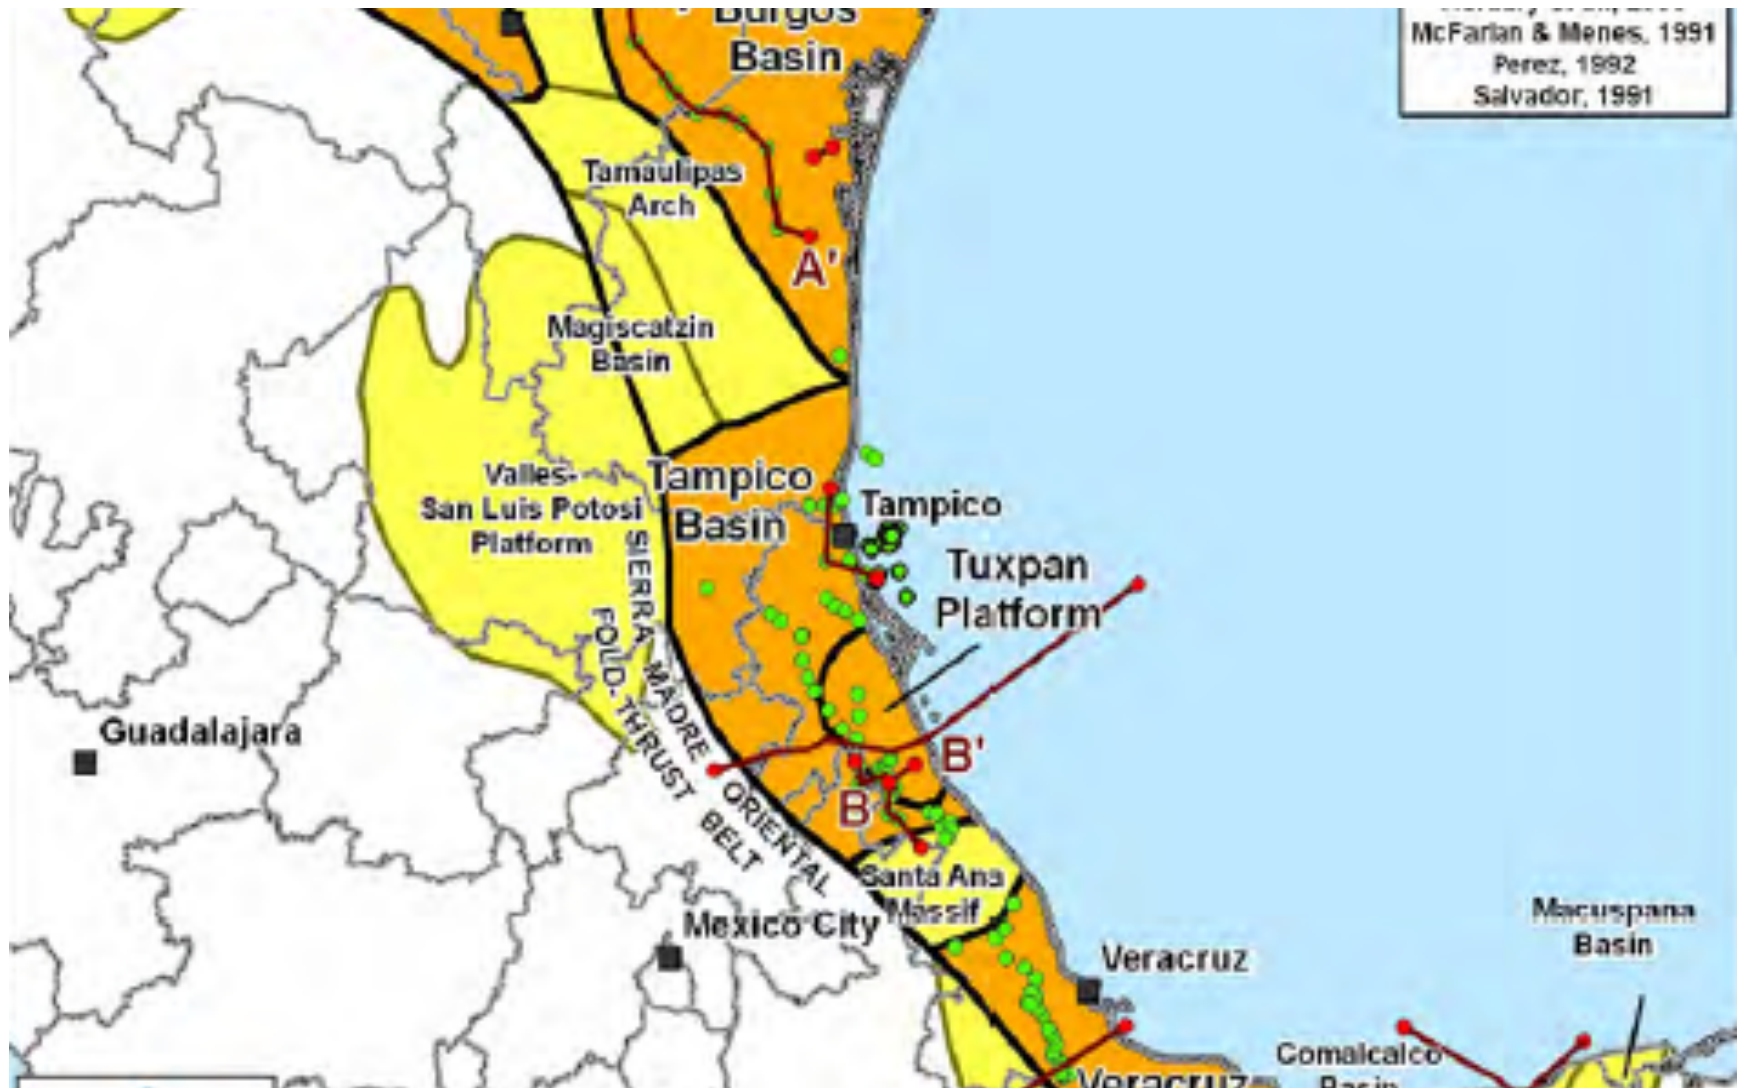 Burgos
Basin
McFarlan & Menes, 1991
Perez, 1992
Salvador, 1991
Tamaulipas
Arch
A'
Magiscatzin
Basin
Valles-
San Luis Potosi
Platform
Tampico
Basin
Tampico
Tuxpan
Platform
SIERRA MADRE ORIENTAL
FOLD-THRUST BELT
Guadalajara
B'
B
Santa Ana
Massif
Mexico City
Veracruz
Macuspana
Basin
Comalcalco
Basin
Veracruz